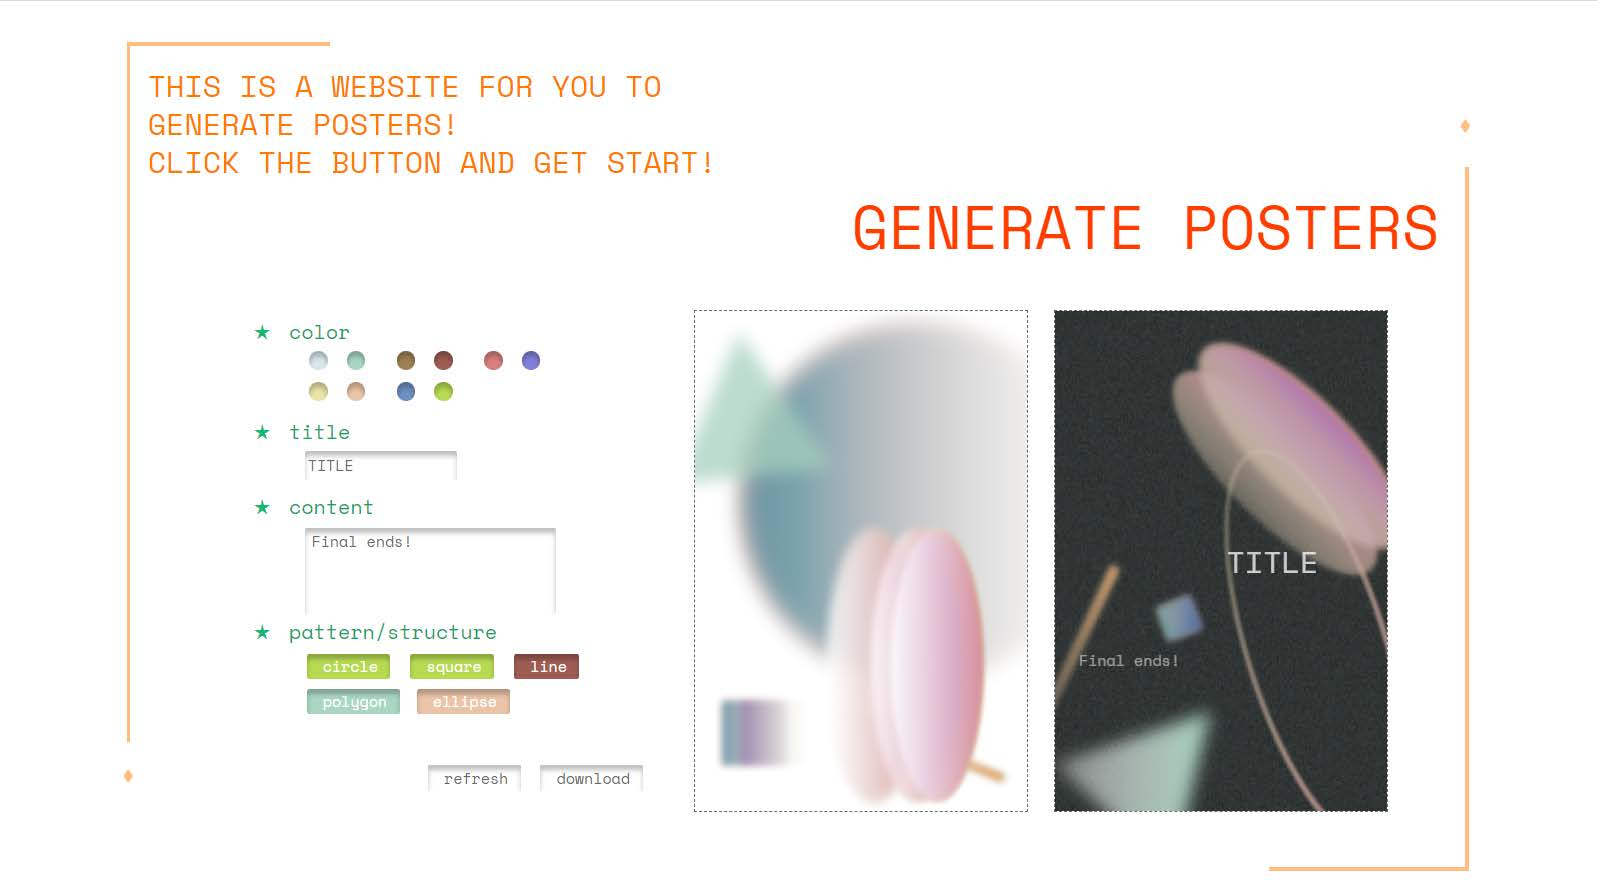 THIS IS A WEBSITE FOR YOU TO
GENERATE POSTERS!
CLICK THE BUTTON AND GET START!
GENERATE POSTERS
★ color
★ title
TITLE
★ content
Final ends!
★ pattern/structure
circle square line
polygon ellipse
refresh download
TITLE
Final ends!